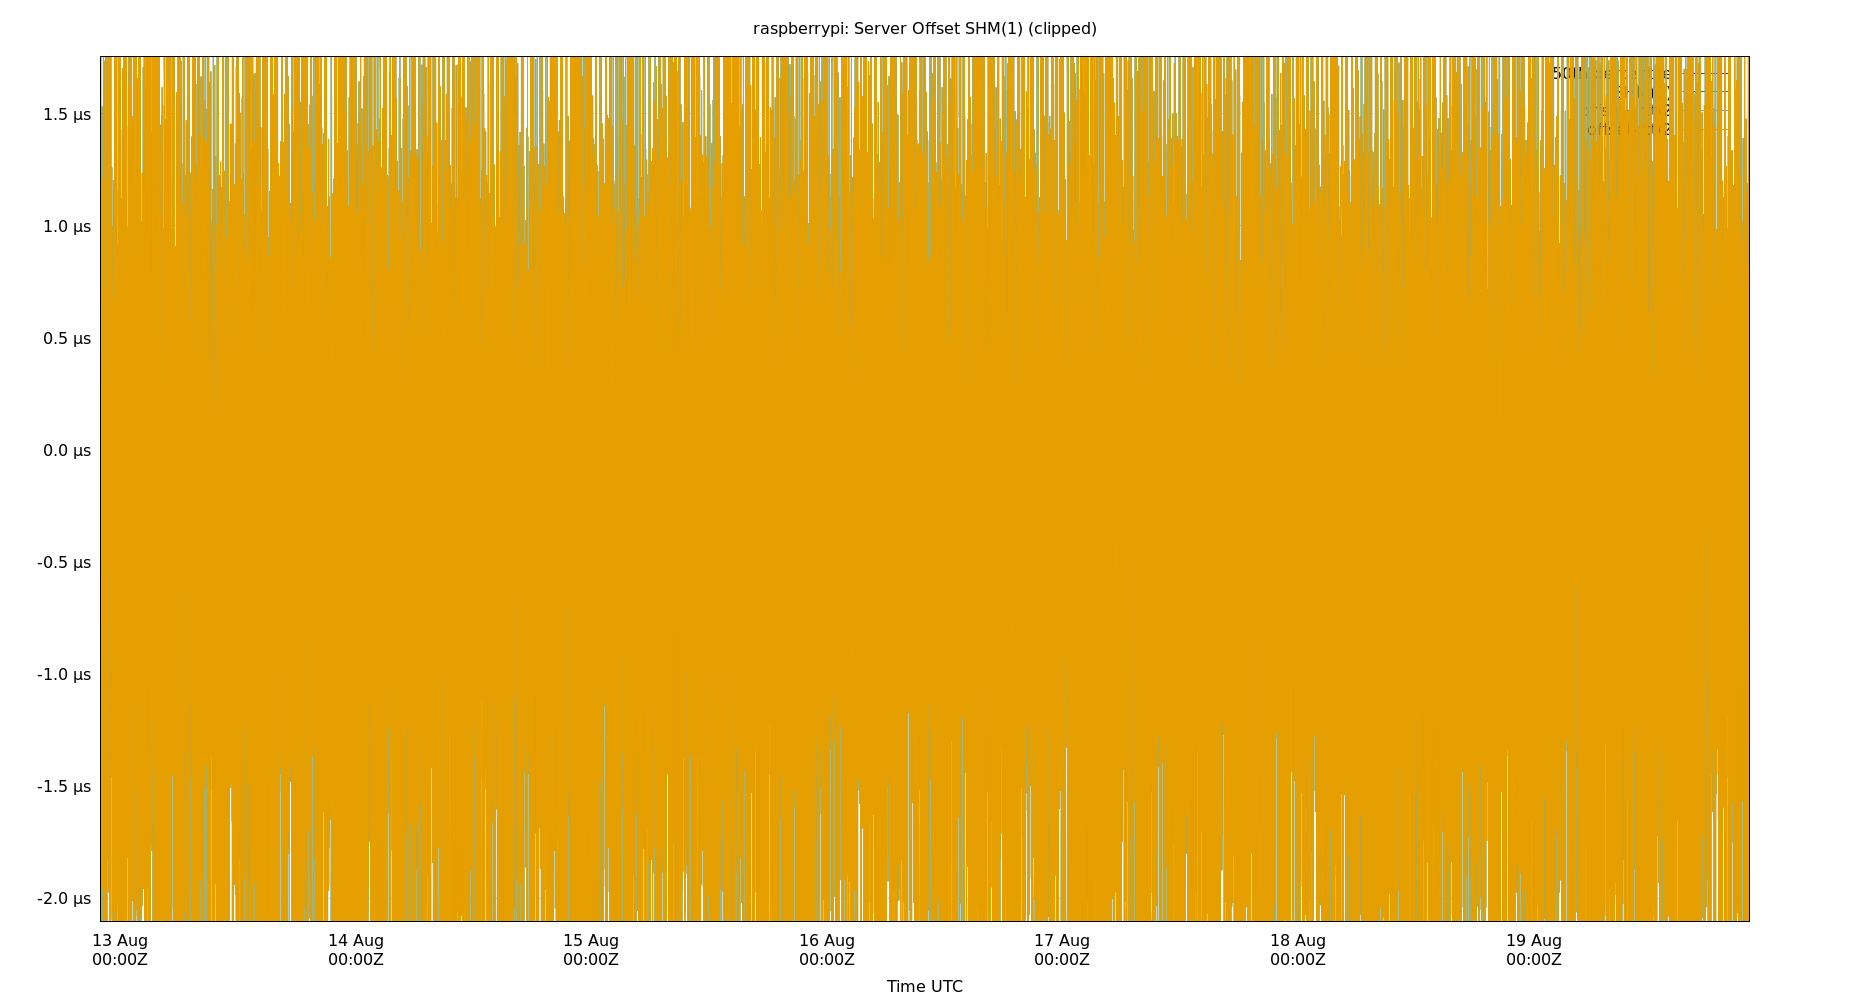 raspberrypi: Server Offset SHM(1) (clipped)
1.5 µs
1.0 µs
0.5 µs
0.0 µs
-0.5 µs
-1.0 µs
-1.5 µs
-2.0 µs
13 Aug 14 Aug 15 Aug 16 Aug 17 Aug 18 Aug 19 Aug
00:00Z 00:00Z 00:00Z 00:00Z 00:00Z 00:00Z 00:00Z
Time UTC